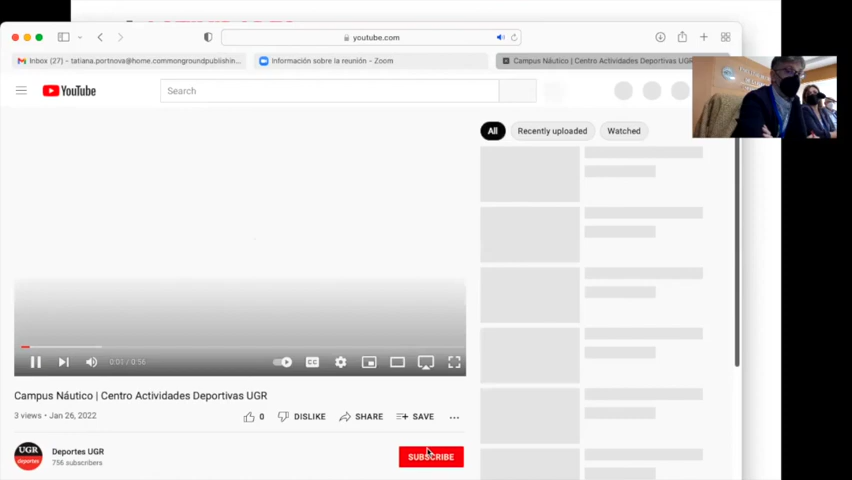 youtube.com
Inbox (27) - tatiana.portnova@home.commongroundpublishin...
Información sobre la reunión - Zoom
Campus Náutico | Centro Actividades Deportivas UGR
YouTube
Search
All
Recently uploaded
Watched
0:00 / 0:56
CC
Campus Náutico | Centro Actividades Deportivas UGR
3 views • Jan 26, 2022
0
DISLIKE
SHARE
SAVE
...
UGR
deportes
Deportes UGR
756 subscribers
SUBSCRIBE